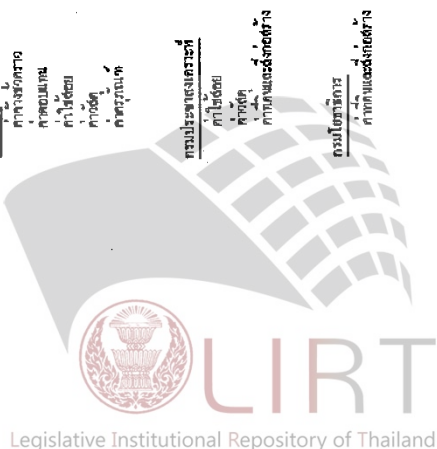 ค่าจ้างชั่วคราว
ค่าตอบแทน
ค่าใช้สอย
ค่าวัสดุ
ค่าครุภัณฑ์
กรมประชาสงเคราะห์
ค่าใช้สอย
ค่าวัสดุ
ค่าที่ดินและสิ่งก่อสร้าง
กรมโยธาธิการ
ค่าที่ดินและสิ่งก่อสร้าง
LIRT
Legislative Institutional Repository of Thailand